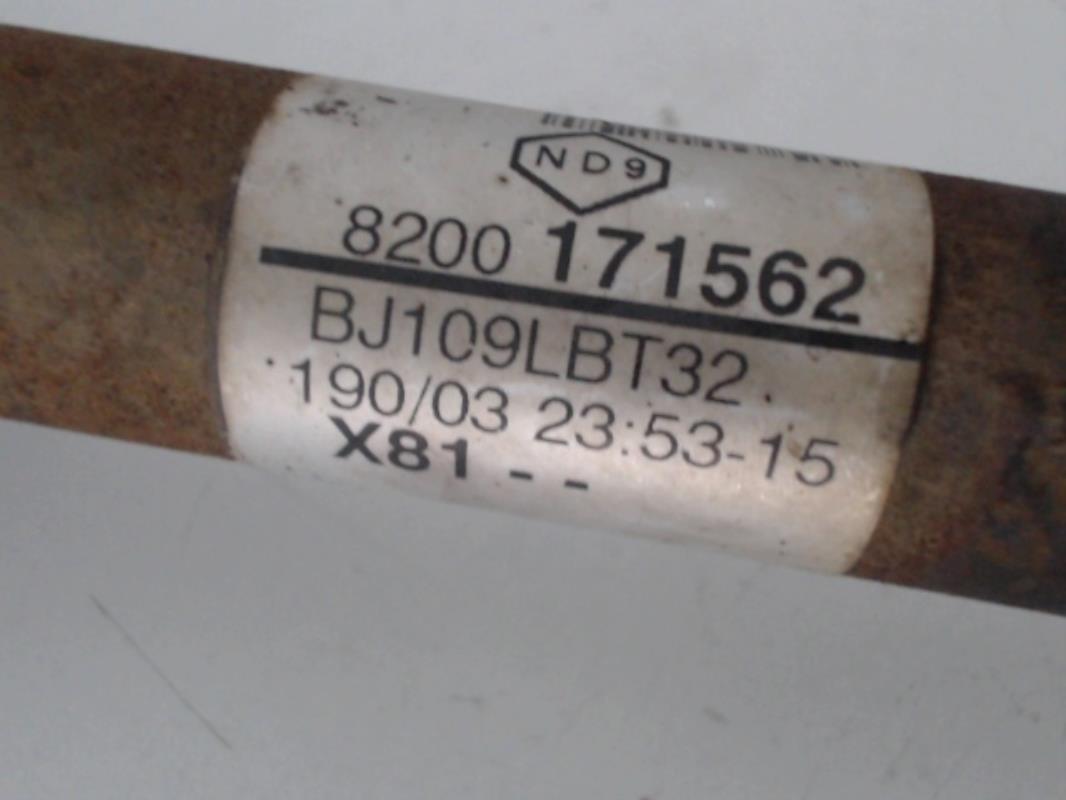 ND9
8200 171562
BJ109LBT32
190/03 23:53-15
X81 - -